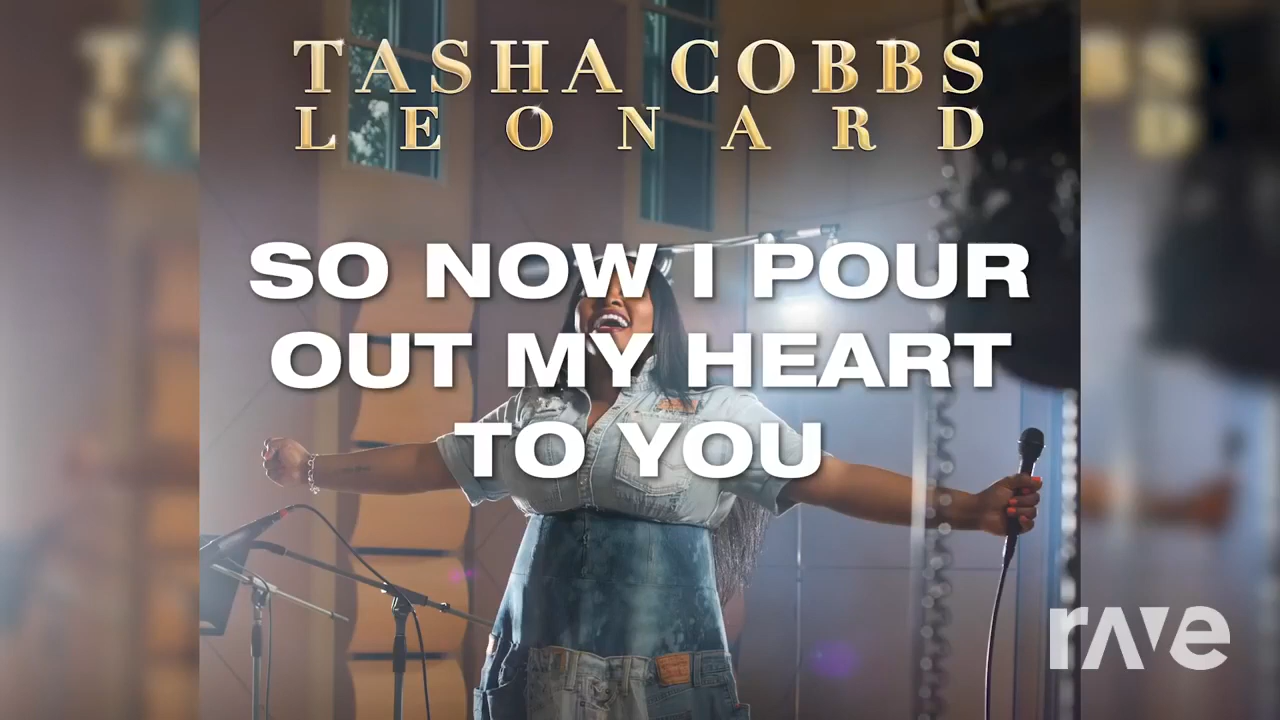 TASHA COBBS
LEONARD
SO NOW I POUR
OUT MY HEART
TO YOU
rave